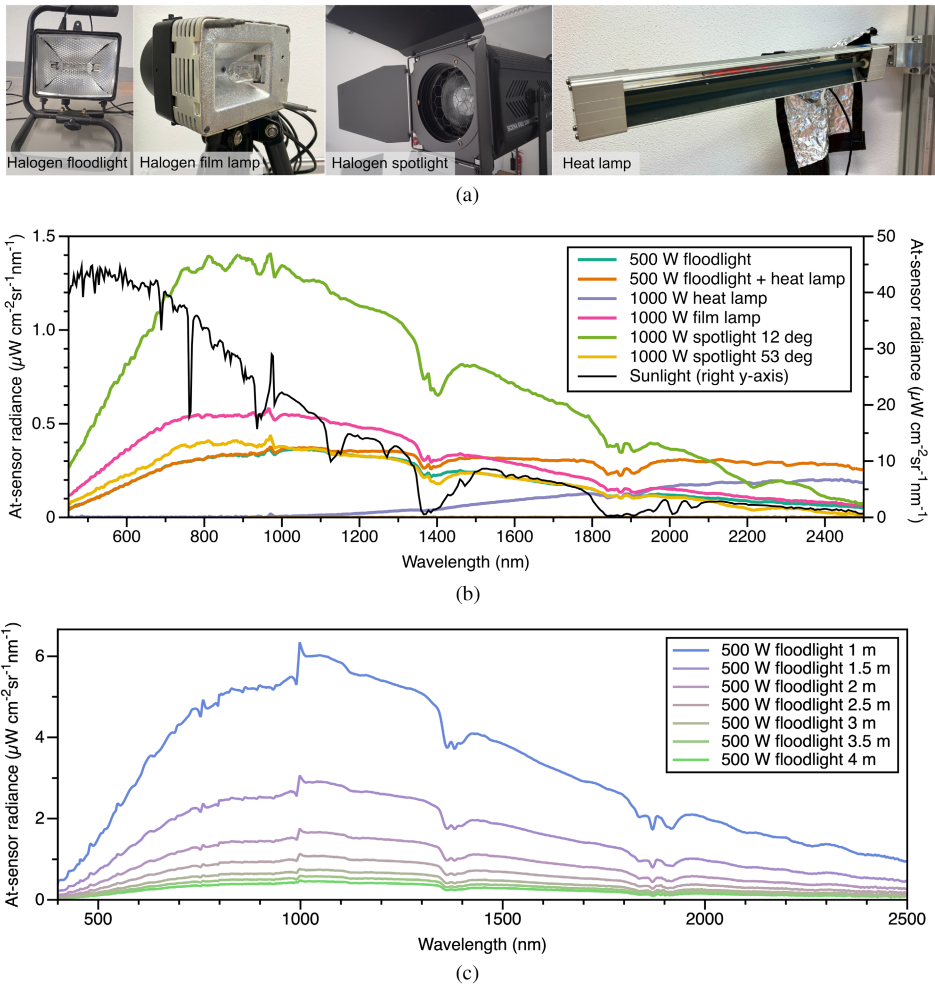 Halogen floodlight
Halogen film lamp
Halogen spotlight
Heat lamp
(a)
At-sensor radiance (μW cm-2sr-1nm-1)
1.5
1.0
0.5
0
50
40
30
20
10
0
At-sensor radiance (μW cm-2sr-1nm-1)
500 W floodlight
500 W floodlight + heat lamp
1000 W heat lamp
1000 W film lamp
1000 W spotlight 12 deg
1000 W spotlight 53 deg
Sunlight (right y-axis)
600 800 1000 1200 1400 1600 1800 2000 2200 2400
Wavelength (nm)
(b)
At-sensor radiance (μW cm-2sr-1nm-1)
6
4
2
0
500 W floodlight 1 m
500 W floodlight 1.5 m
500 W floodlight 2 m
500 W floodlight 2.5 m
500 W floodlight 3 m
500 W floodlight 3.5 m
500 W floodlight 4 m
500 1000 1500 2000 2500
Wavelength (nm)
(c)